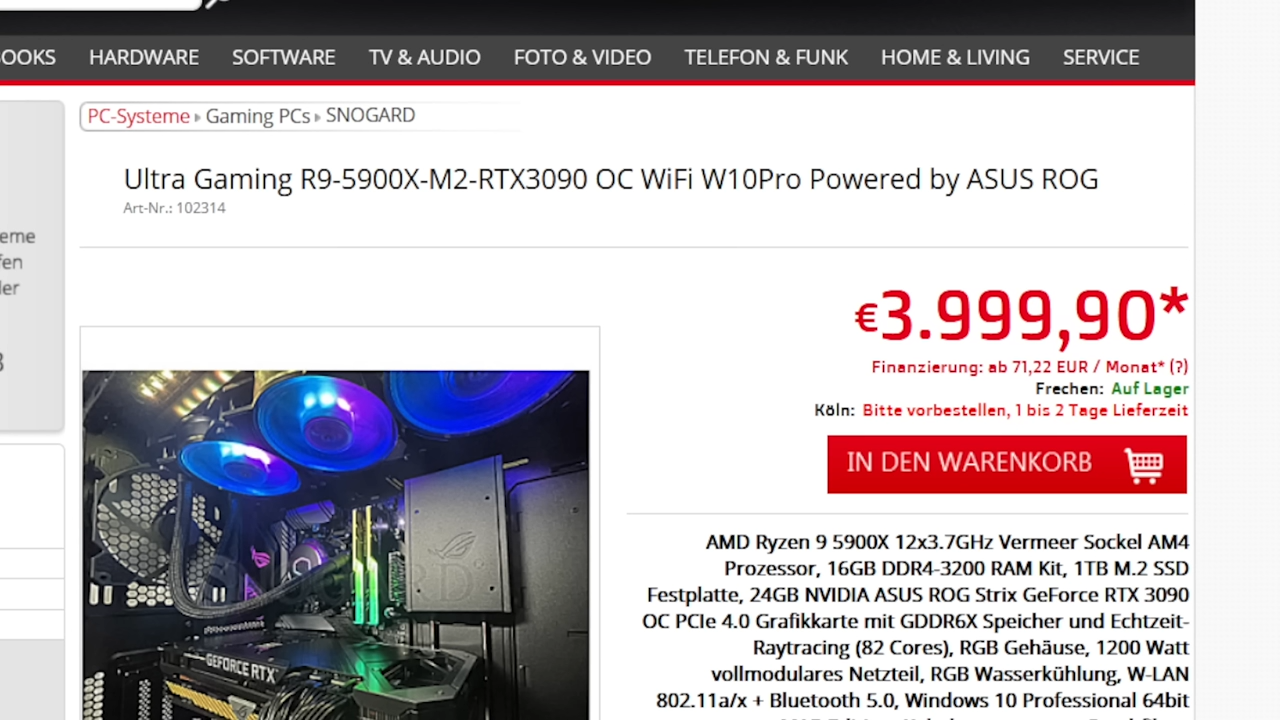 HARDWARE SOFTWARE TV & AUDIO FOTO & VIDEO TELEFON & FUNK HOME & LIVING SERVICE
PC-Systeme Gaming PCs SNOGARD
Ultra Gaming R9-5900X-M2-RTX3090 OC WiFi W10Pro Powered by ASUS ROG
Art-Nr.: 102314
€3.999,90*
Finanzierung: ab 71,22 EUR / Monat* (?)
Frechen: Auf Lager
Köln: Bitte vorbestellen, 1 bis 2 Tage Lieferzeit
IN DEN WARENKORB
AMD Ryzen 9 5900X 12x3.7GHz Vermeer Sockel AM4
Prozessor, 16GB DDR4-3200 RAM Kit, 1TB M.2 SSD
Festplatte, 24GB NVIDIA ASUS ROG Strix GeForce RTX 3090
OC PCIe 4.0 Grafikkarte mit GDDR6X Speicher und Echtzeit-
Raytracing (82 Cores), RGB Gehäuse, 1200 Watt
vollmodulares Netzteil, RGB Wasserkühlung, W-LAN
802.11a/x + Bluetooth 5.0, Windows 10 Professional 64bit
GEFORCE RTX